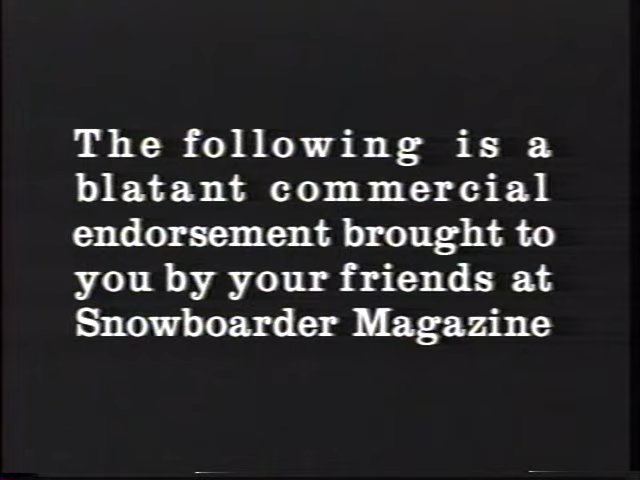 The following is a
blatant commercial
endorsement brought to
you by your friends at
Snowboarder Magazine